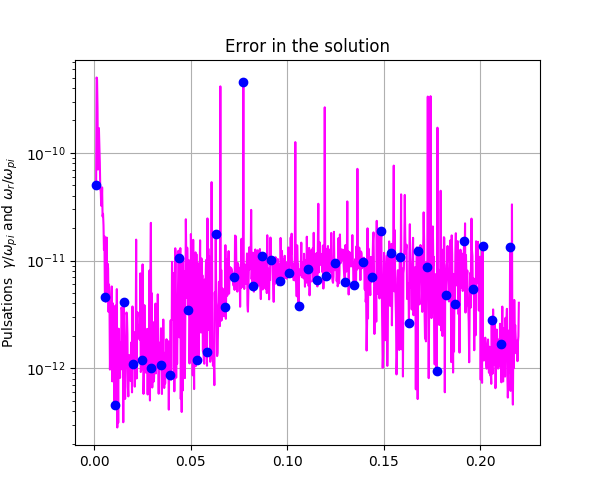 Error in the solution
Pulsations γ/ω_pi and ω_r/ω_pi
10⁻¹⁰
10⁻¹¹
10⁻¹²
0.00 0.05 0.10 0.15 0.20